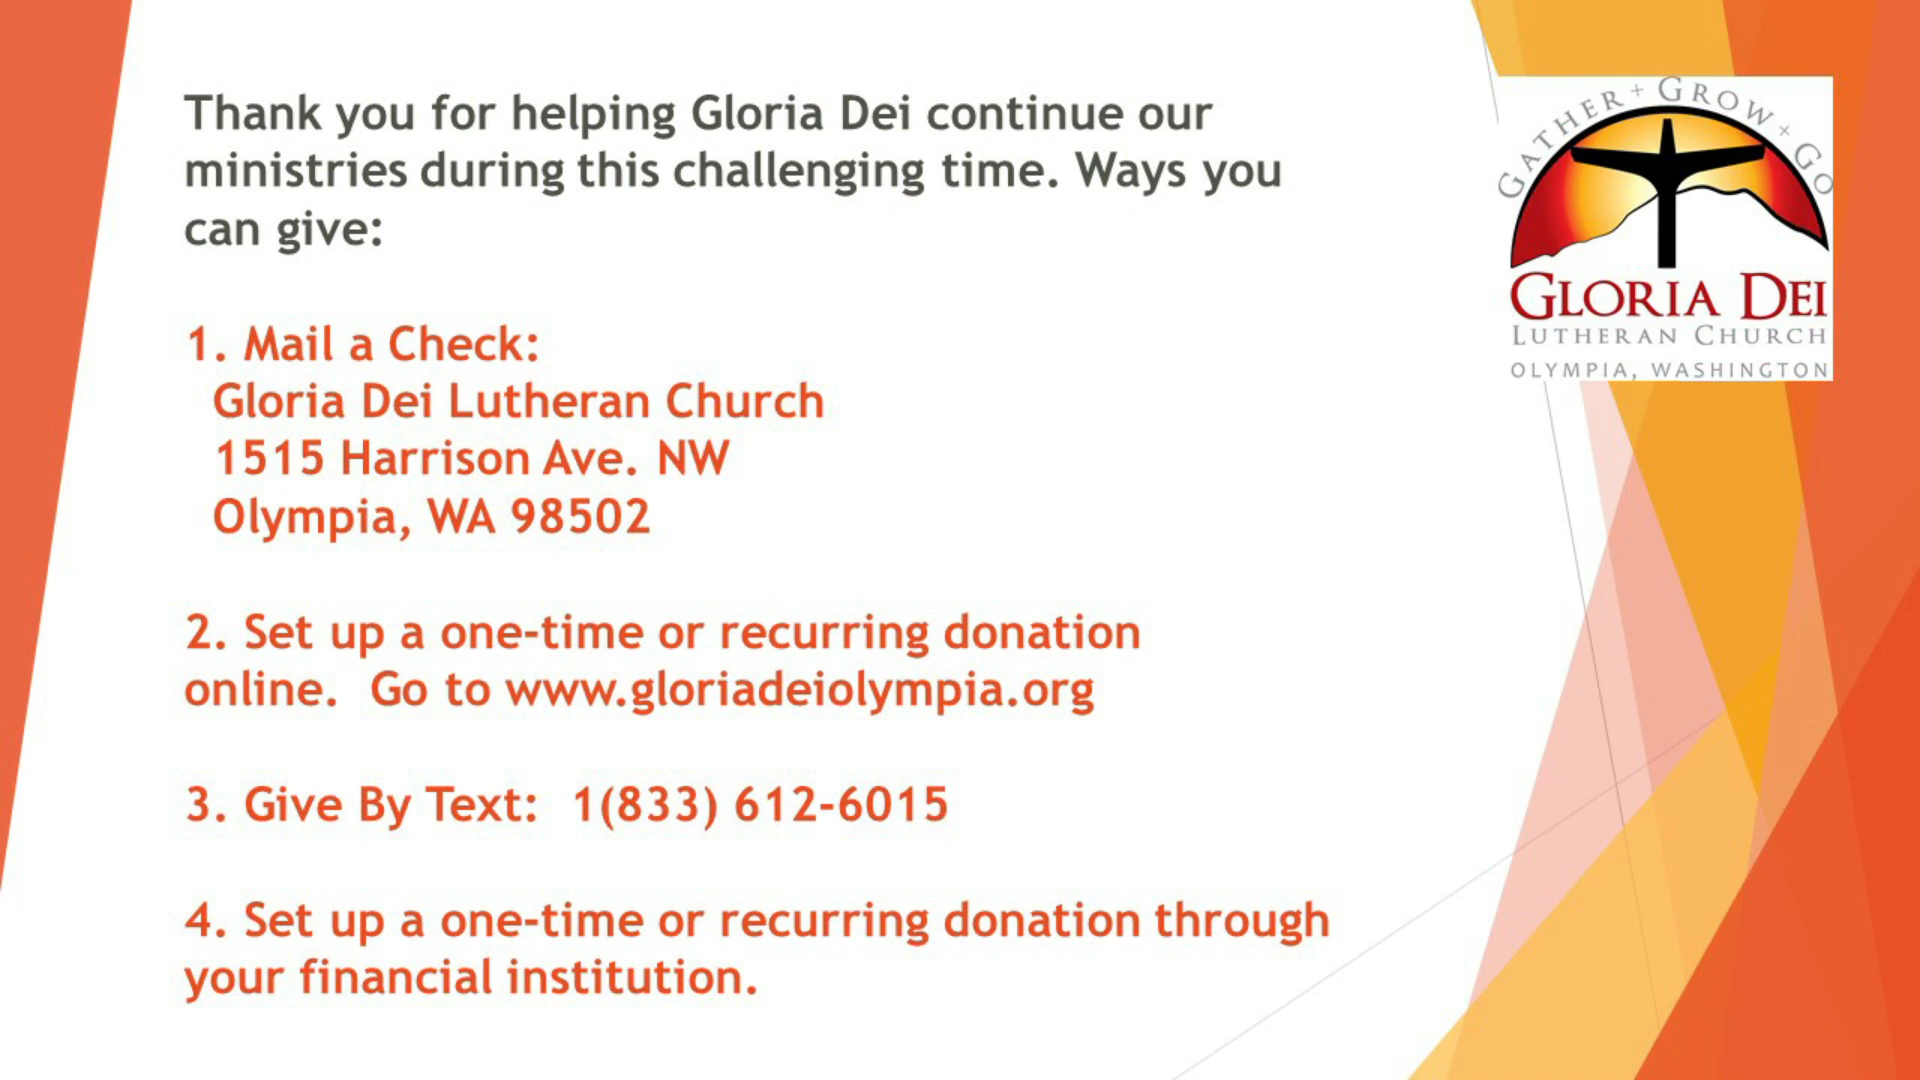 Thank you for helping Gloria Dei continue our
ministries during this challenging time. Ways you
can give:
1. Mail a Check:
Gloria Dei Lutheran Church
1515 Harrison Ave. NW
Olympia, WA 98502
2. Set up a one-time or recurring donation
online.  Go to www.gloriadeiolympia.org
3. Give By Text:  1(833) 612-6015
4. Set up a one-time or recurring donation through
your financial institution.
GATHER + GROW + GO
GLORIA DEI
LUTHERAN CHURCH
OLYMPIA, WASHINGTON